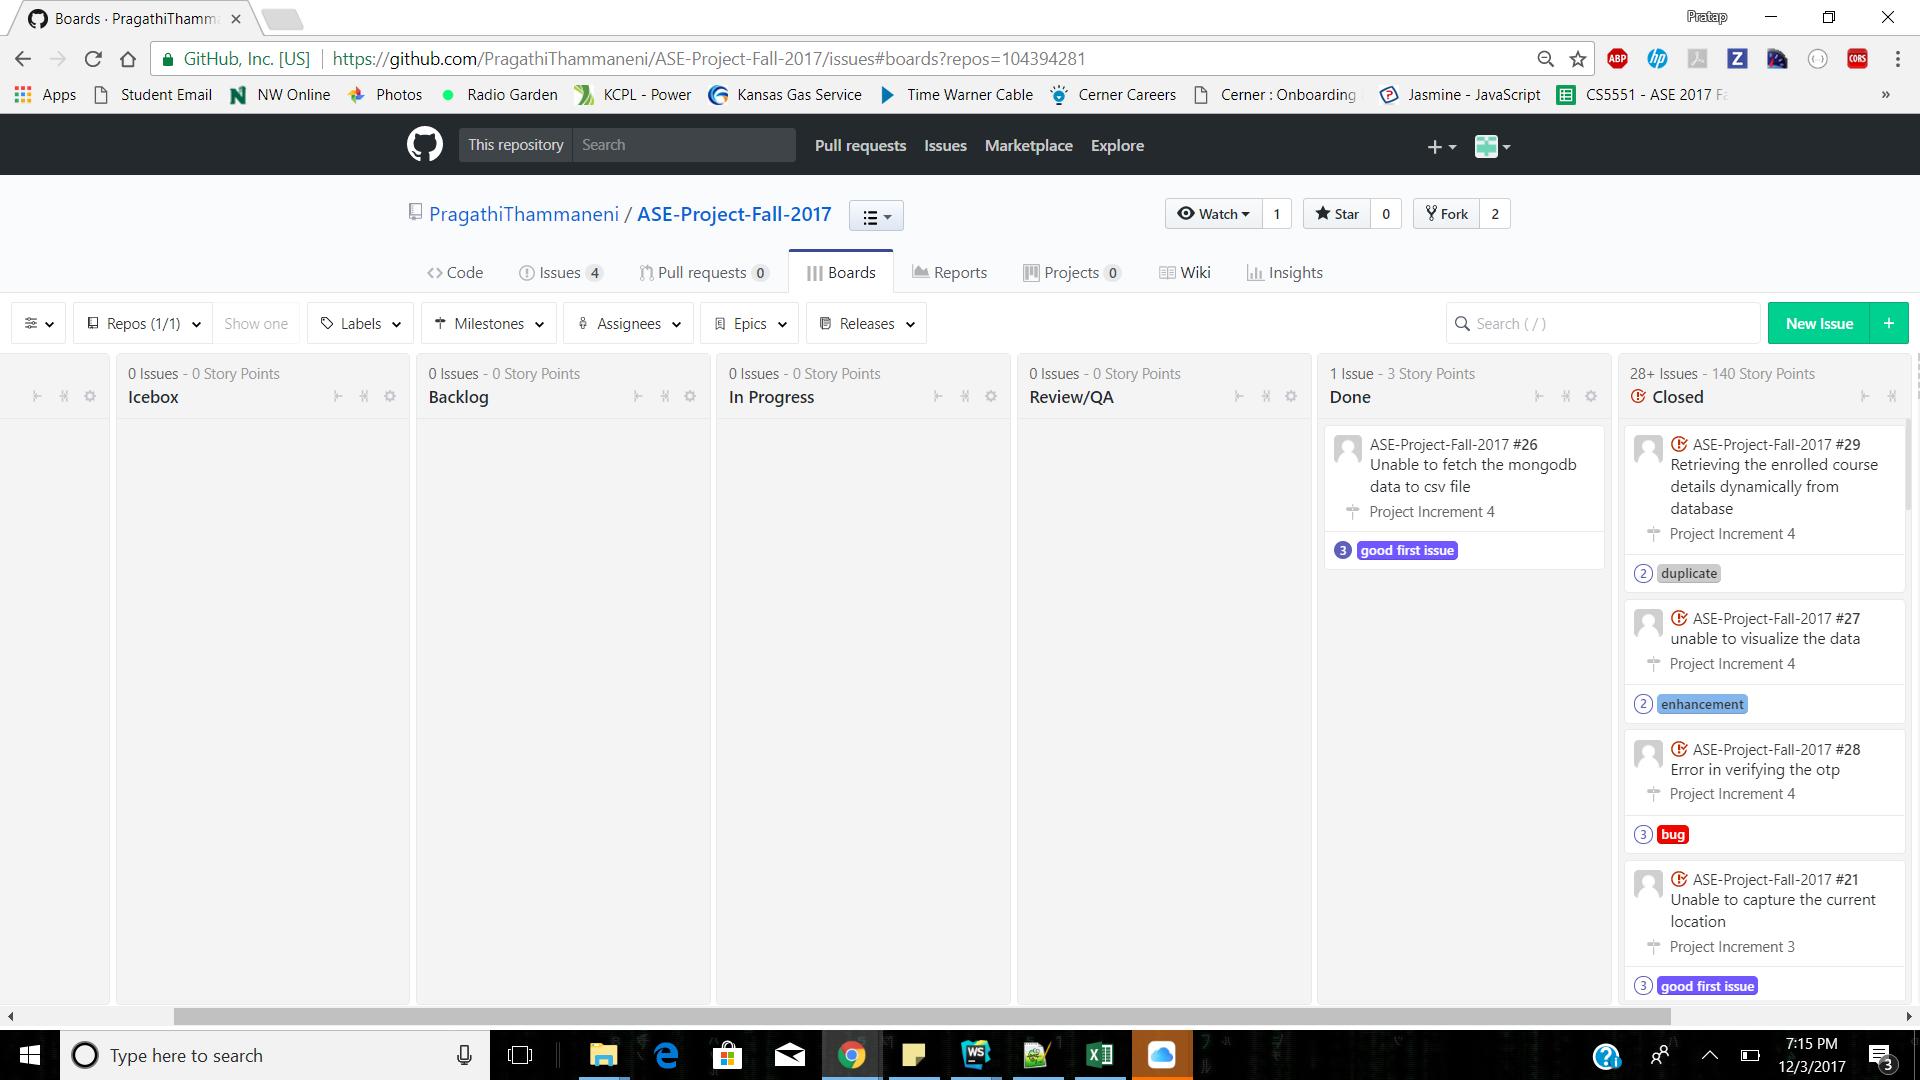 Boards · PragathiThamma
Pratap
GitHub, Inc. [US]
https://github.com/PragathiThammaneni/ASE-Project-Fall-2017/issues#boards?repos=104394281
ABP
hp
Z
CORS
Apps
Student Email
N
NW Online
Photos
Radio Garden
KCPL - Power
Kansas Gas Service
Time Warner Cable
Cerner Careers
Cerner : Onboarding
Jasmine - JavaScript
CS5551 - ASE 2017 Fa
»
This repository
Search
Pull requests
Issues
Marketplace
Explore
PragathiThammaneni / ASE-Project-Fall-2017
Watch
1
Star
0
Fork
2
Code
Issues 4
Pull requests 0
Boards
Reports
Projects 0
Wiki
Insights
Repos (1/1)
Show one
Labels
Milestones
Assignees
Epics
Releases
Search ( / )
New Issue
+
0 Issues - 0 Story Points
Icebox
0 Issues - 0 Story Points
Backlog
0 Issues - 0 Story Points
In Progress
0 Issues - 0 Story Points
Review/QA
1 Issue - 3 Story Points
Done
ASE-Project-Fall-2017 #26
Unable to fetch the mongodb
data to csv file
Project Increment 4
3 good first issue
28+ Issues - 140 Story Points
Closed
ASE-Project-Fall-2017 #29
Retrieving the enrolled course
details dynamically from
database
Project Increment 4
2 duplicate
ASE-Project-Fall-2017 #27
unable to visualize the data
Project Increment 4
2 enhancement
ASE-Project-Fall-2017 #28
Error in verifying the otp
Project Increment 4
3 bug
ASE-Project-Fall-2017 #21
Unable to capture the current
location
Project Increment 3
3 good first issue
Type here to search
WS
7:15 PM
12/3/2017
3